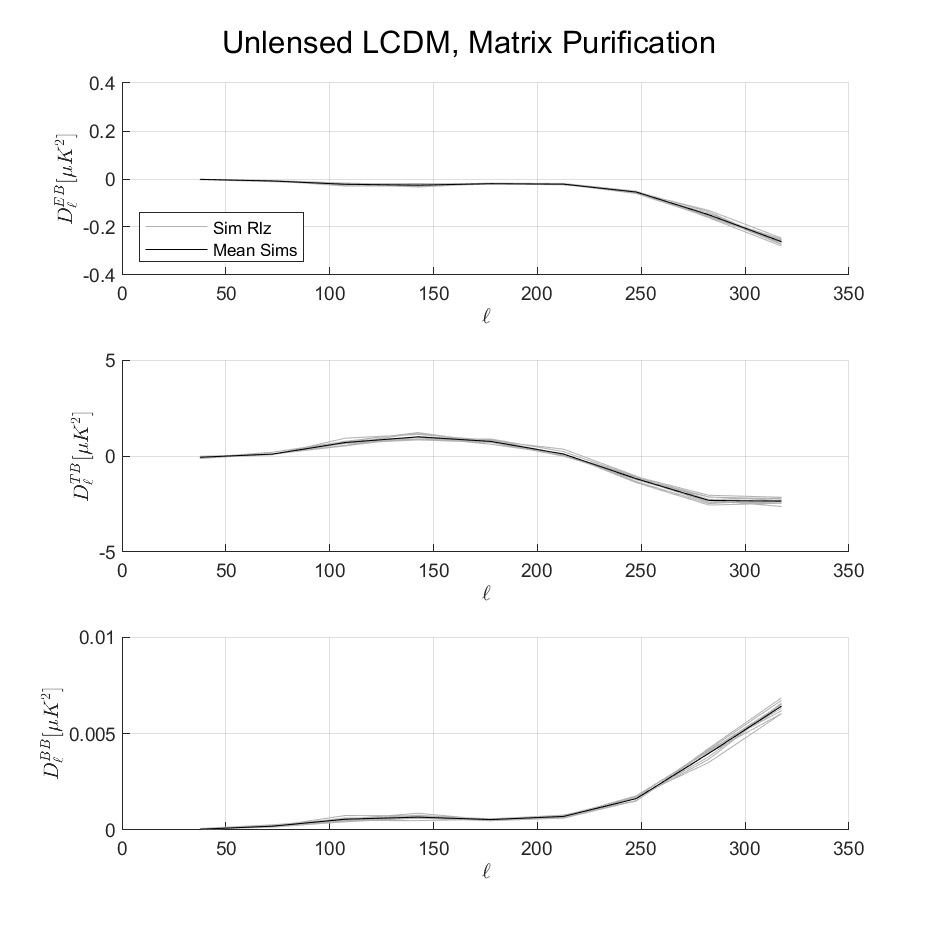 Unlensed LCDM, Matrix Purification
0.4
0.2
0
-0.2
-0.4
D_ℓ^{EB}[μK^2]
Sim Rlz
Mean Sims
0 50 100 150 200 250 300 350
ℓ
5
0
-5
D_ℓ^{TB}[μK^2]
0 50 100 150 200 250 300 350
ℓ
0.01
0.005
0
D_ℓ^{BB}[μK^2]
0 50 100 150 200 250 300 350
ℓ